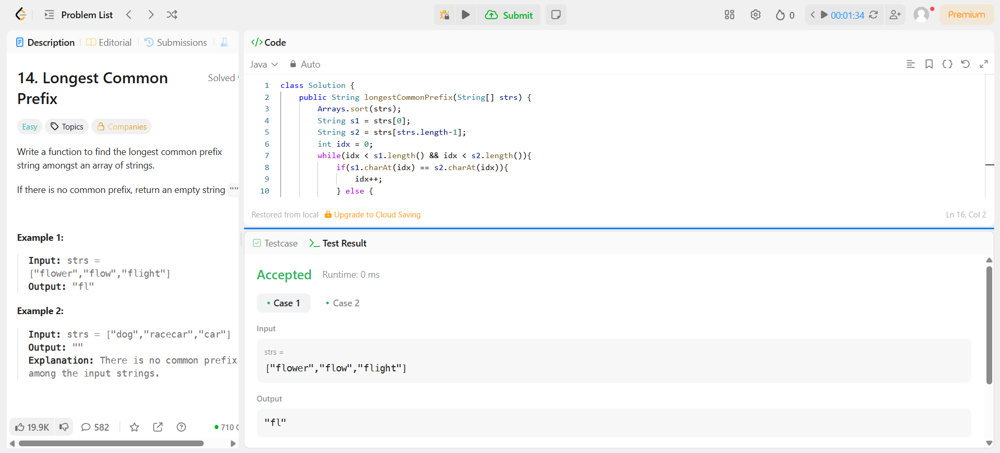 Problem List
Submit
0
00:01:34
Premium
Description
Editorial
Submissions
14. Longest Common
Prefix
Solved
Easy
Topics
Companies
Write a function to find the longest common prefix
string amongst an array of strings.
If there is no common prefix, return an empty string ""
Example 1:
Input: strs =
["flower","flow","flight"]
Output: "fl"
Example 2:
Input: strs = ["dog","racecar","car"]
Output: ""
Explanation: There is no common prefix
among the input strings.
19.9K
582
710
</> Code
Java
Auto
1 class Solution {
2 public String longestCommonPrefix(String[] strs) {
3 Arrays.sort(strs);
4 String s1 = strs[0];
5 String s2 = strs[strs.length-1];
6 int idx = 0;
7 while(idx < s1.length() && idx < s2.length()){
8 if(s1.charAt(idx) == s2.charAt(idx)){
9 idx++;
10 } else {
Restored from local
Upgrade to Cloud Saving
Ln 16, Col 2
Testcase
Test Result
Accepted
Runtime: 0 ms
Case 1
Case 2
Input
strs =
["flower","flow","flight"]
Output
"fl"